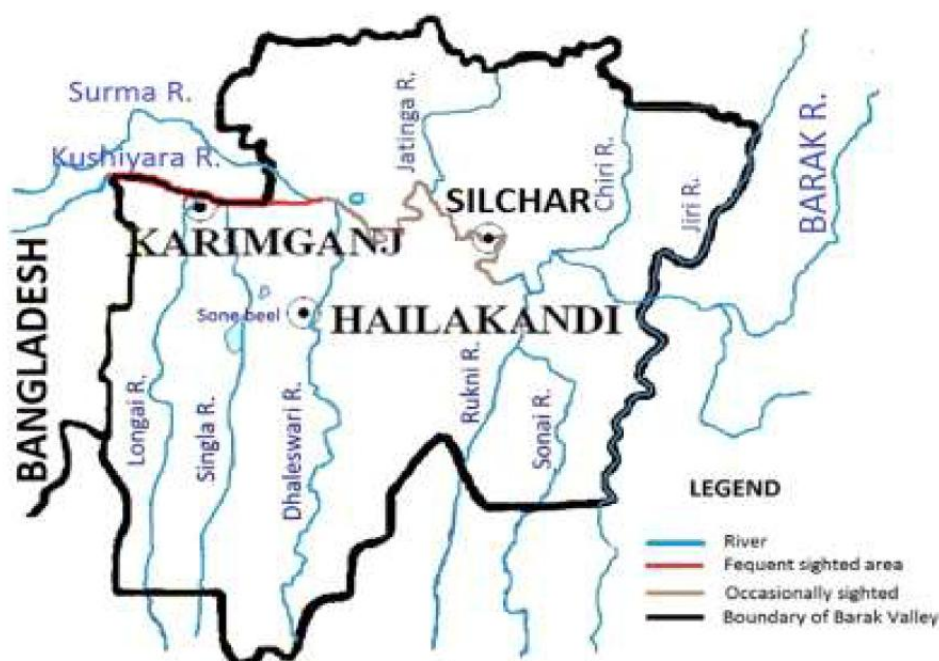 Surma R.
Kushiyara R.
Jatinga R.
SILCHAR
Chiri R.
Jiri R.
BARAK R.
KARIMGANJ
BANGLADESH
Sone beel
HAILAKANDI
Longai R.
Singla R.
Dhaleswari R.
Rukni R.
Sonai R.
LEGEND
River
Fequent sighted area
Occasionally sighted
Boundary of Barak Valley